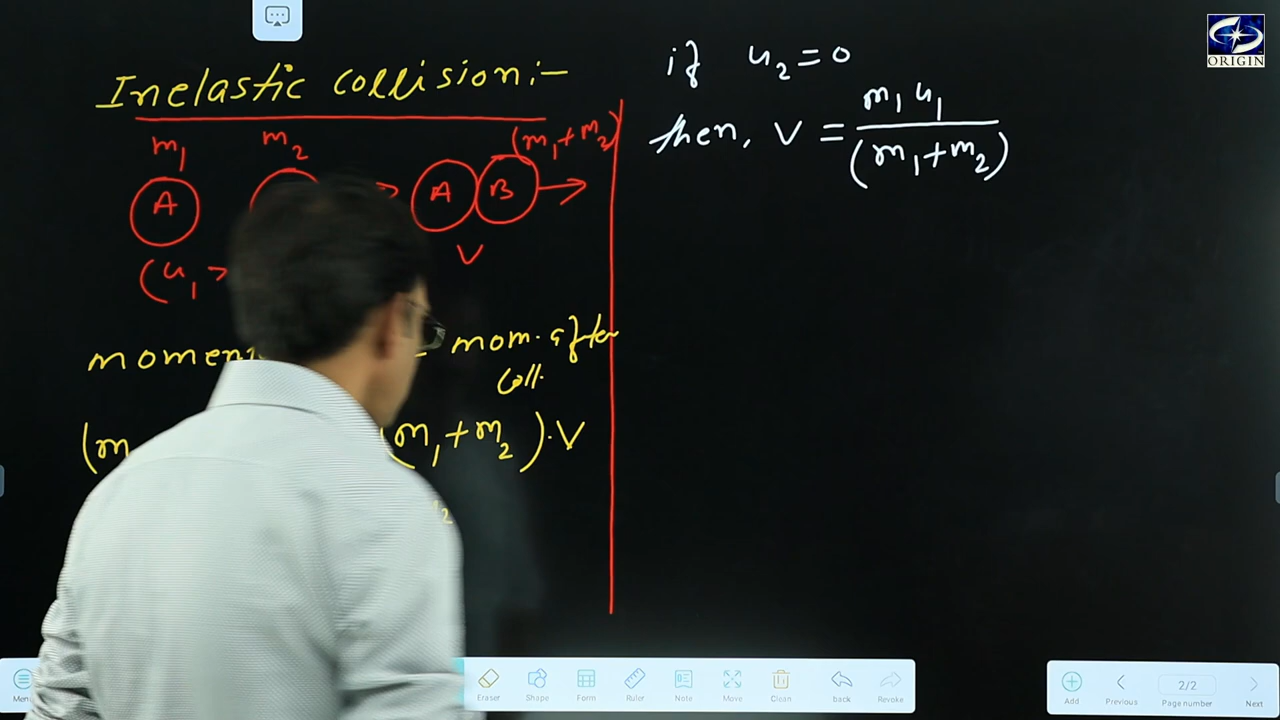 Inelastic collision:-
m₁ m₂ (m₁+m₂)
A A B
(u₁ >
V
mom. after
coll.
(m₁+m₂).V
if u₂=0
then, V = m₁u₁/(m₁+m₂)
ORIGIN
Eraser Shape Form Ruler Note Move Clean back Revoke
Add Previous 2/2 Page number Next